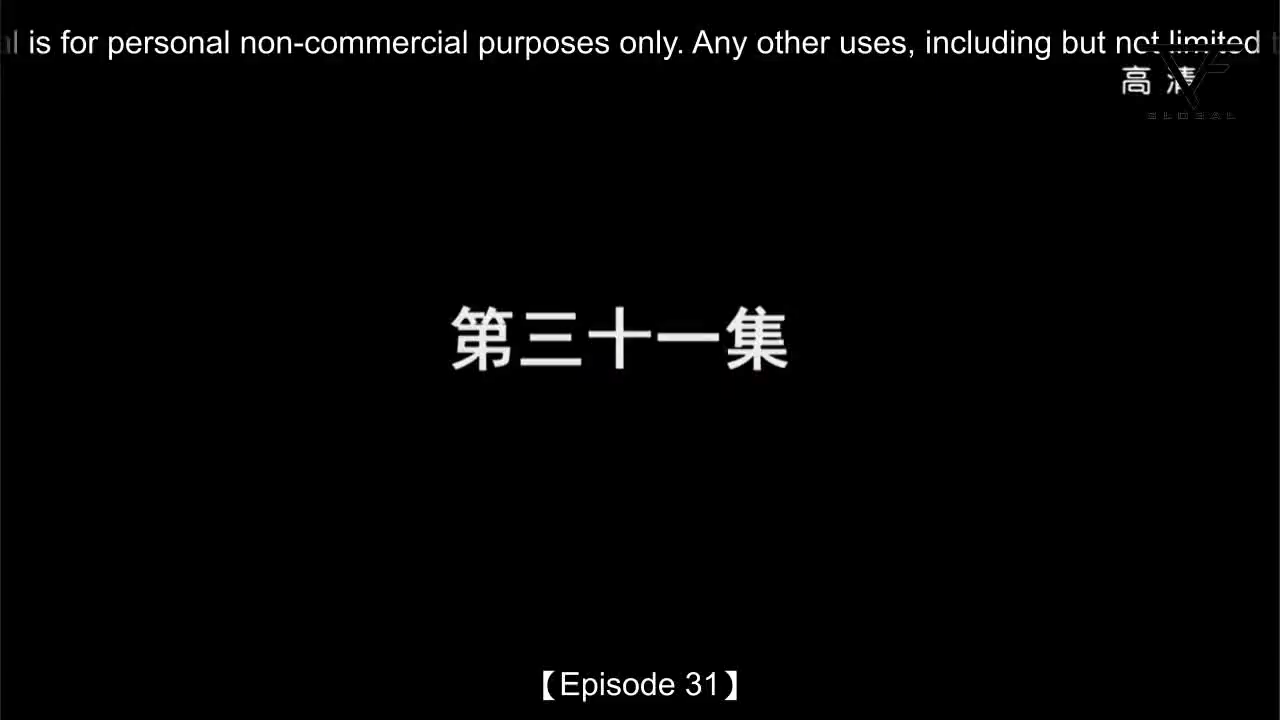 is for personal non-commercial purposes only. Any other uses, including but not limited
高清
GLOBAL
第三十一集
【Episode 31】